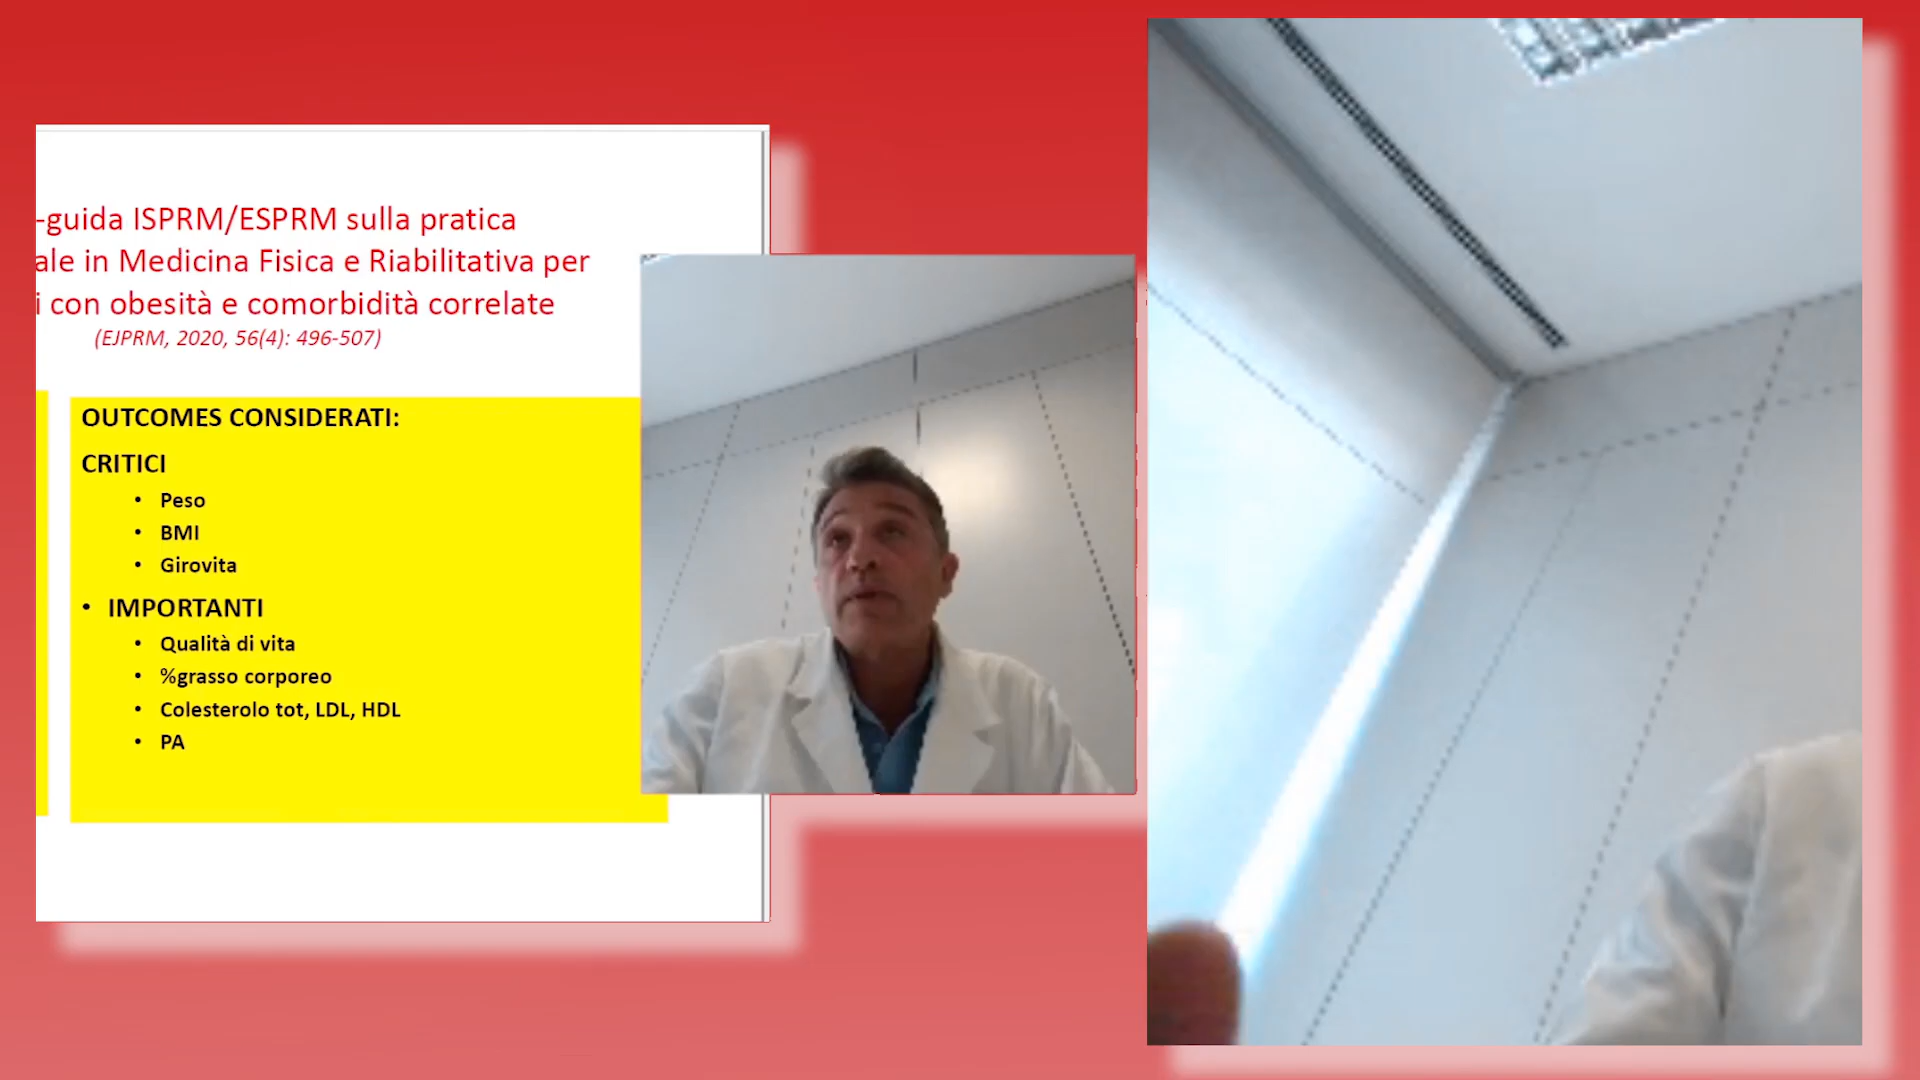 -guida ISPRM/ESPRM sulla pratica
ale in Medicina Fisica e Riabilitativa per
i con obesità e comorbidità correlate
(EJPRM, 2020, 56(4): 496-507)
OUTCOMES CONSIDERATI:
CRITICI
• Peso
• BMI
• Girovita
• IMPORTANTI
• Qualità di vita
• %grasso corporeo
• Colesterolo tot, LDL, HDL
• PA